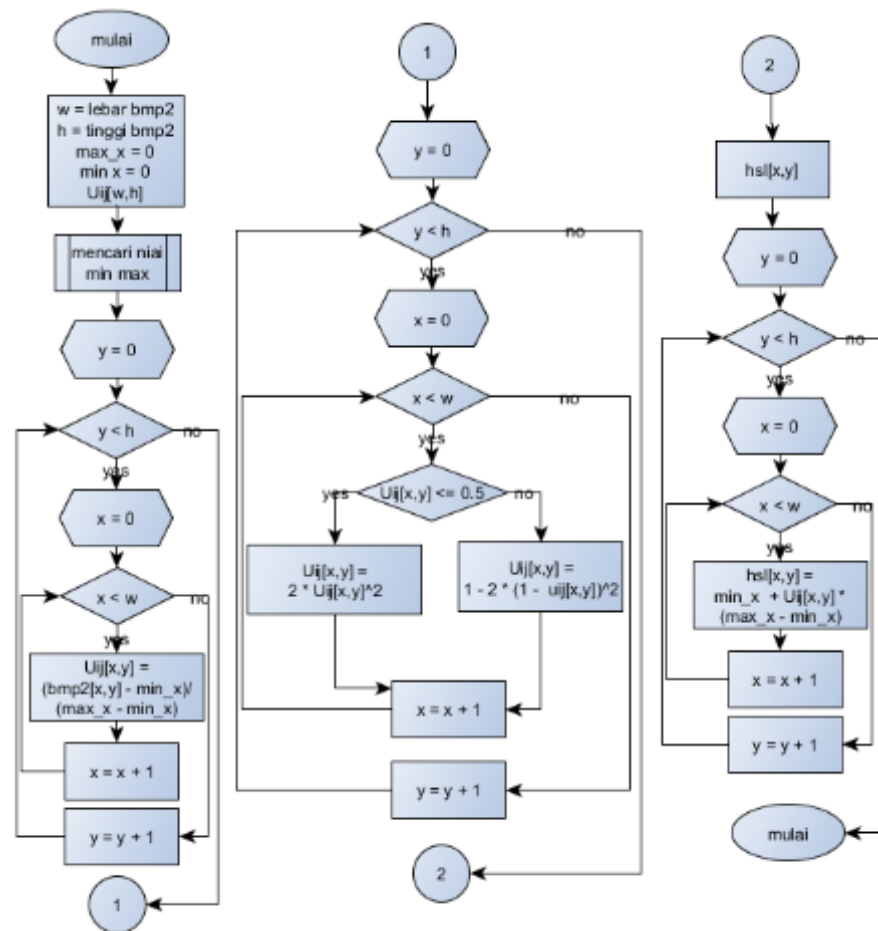 mulai
w = lebar bmp2
h = tinggi bmp2
max_x = 0
min x = 0
Uij[w,h]
mencari niai
min max
y = 0
y < h
no
yes
x = 0
x < w
no
yes
Uij[x,y] =
(bmp2[x,y] - min_x)/
(max_x - min_x)
x = x + 1
y = y + 1
1
1
y = 0
y < h
no
yes
x = 0
x < w
yes
yes
Uij[x,y] <= 0.5
no
Uij[x,y] =
2 * Uij[x,y]^2
Uij[x,y] =
1 - 2 * (1 - uij[x,y])^2
x = x + 1
y = y + 1
2
2
hsl[x,y]
y = 0
y < h
no
yes
x = 0
x < w
no
yes
hsl[x,y] =
min_x + Uij[x,y] *
(max_x - min_x)
x = x + 1
y = y + 1
mulai